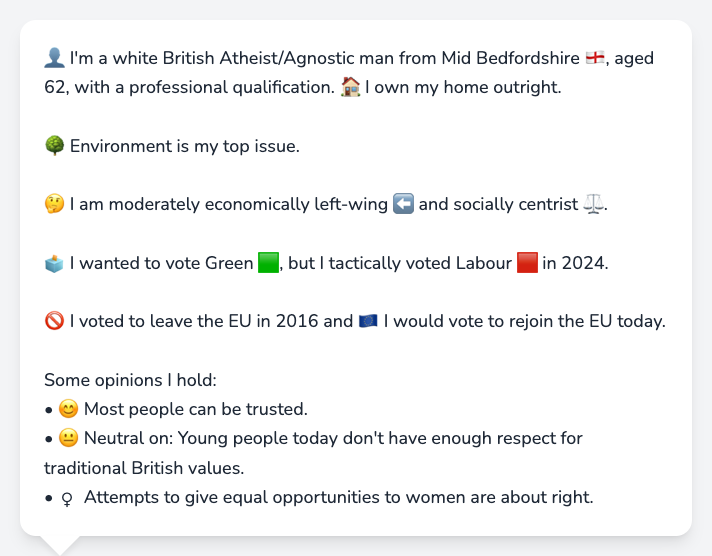 👤 I'm a white British Atheist/Agnostic man from Mid Bedfordshire 🏴󠁧󠁢󠁥󠁮󠁧󠁿, aged
62, with a professional qualification. 🏠 I own my home outright.
🌳 Environment is my top issue.
🤔 I am moderately economically left-wing ⬅️ and socially centrist ⚖️.
🗳️ I wanted to vote Green 🟩, but I tactically voted Labour 🟥 in 2024.
🚫 I voted to leave the EU in 2016 and 🇪🇺 I would vote to rejoin the EU today.
Some opinions I hold:
• 😊 Most people can be trusted.
• 😐 Neutral on: Young people today don't have enough respect for
traditional British values.
• ♀ Attempts to give equal opportunities to women are about right.